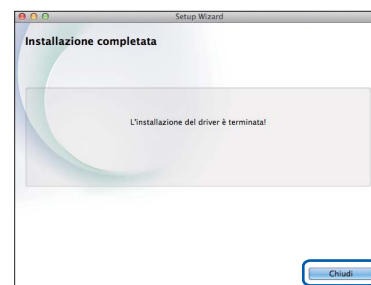 Setup Wizard
Installazione completata
L'installazione del driver è terminata!
Chiudi